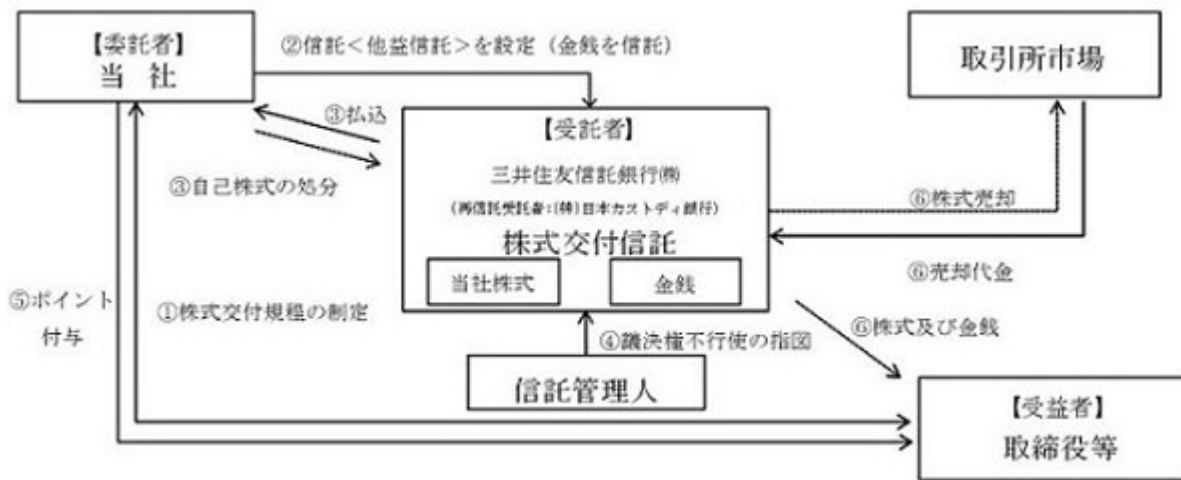 【委託者】
当 社
②信託<他益信託>を設定（金銭を信託）
取引所市場
③払込
【受託者】
三井住友信託銀行㈱
(再信託受託者:(株)日本カストディ銀行)
株式交付信託
当社株式
金銭
③自己株式の処分
⑥株式売却
⑥売却代金
⑤ポイント
付与
①株式交付規程の制定
⑥株式及び金銭
④議決権不行使の指図
信託管理人
【受益者】
取締役等